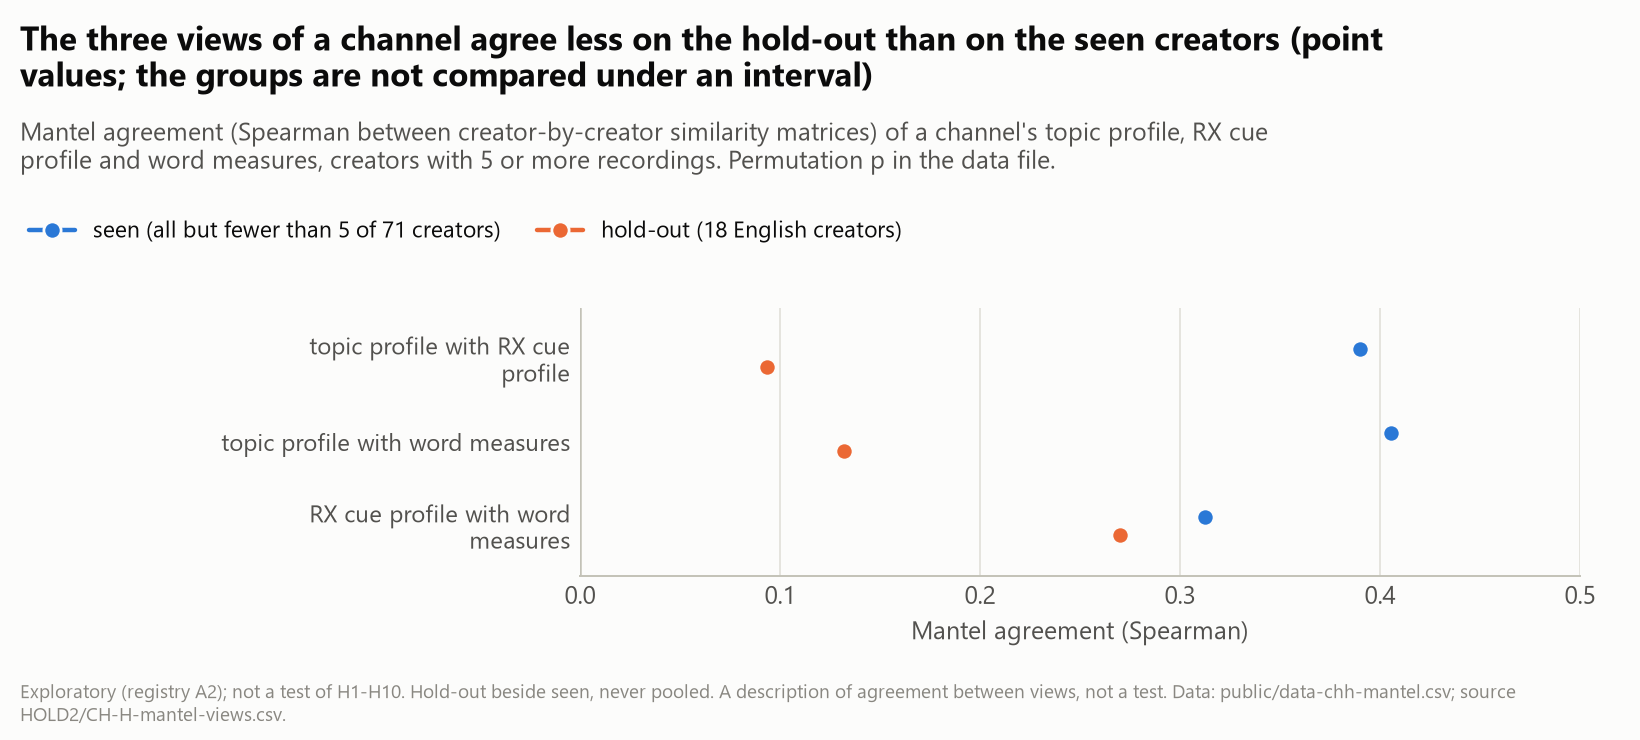 The three views of a channel agree less on the hold-out than on the seen creators (point
values; the groups are not compared under an interval)
Mantel agreement (Spearman between creator-by-creator similarity matrices) of a channel's topic profile, RX cue
profile and word measures, creators with 5 or more recordings. Permutation p in the data file.
seen (all but fewer than 5 of 71 creators)
hold-out (18 English creators)
topic profile with RX cue
profile
topic profile with word measures
RX cue profile with word
measures
0.0 0.1 0.2 0.3 0.4 0.5
Mantel agreement (Spearman)
Exploratory (registry A2); not a test of H1-H10. Hold-out beside seen, never pooled. A description of agreement between views, not a test. Data: public/data-chh-mantel.csv; source
HOLD2/CH-H-mantel-views.csv.